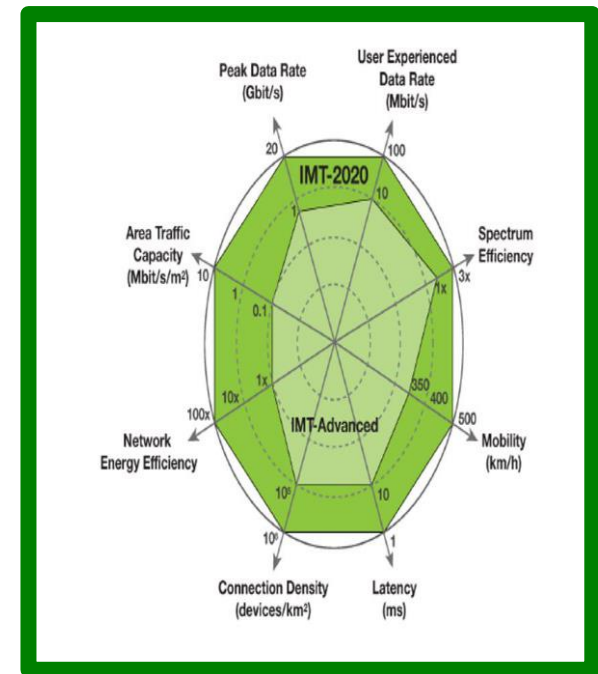 Peak Data Rate
(Gbit/s)
User Experienced
Data Rate
(Mbit/s)
20
100
IMT-2020
1
10
Area Traffic
Capacity
(Mbit/s/m²)
Spectrum
Efficiency
10
1
0.1
1x
3x
1x
10x
100x
350
400
500
Network
Energy Efficiency
IMT-Advanced
Mobility
(km/h)
10⁵
10
10⁶
1
Connection Density
(devices/km²)
Latency
(ms)